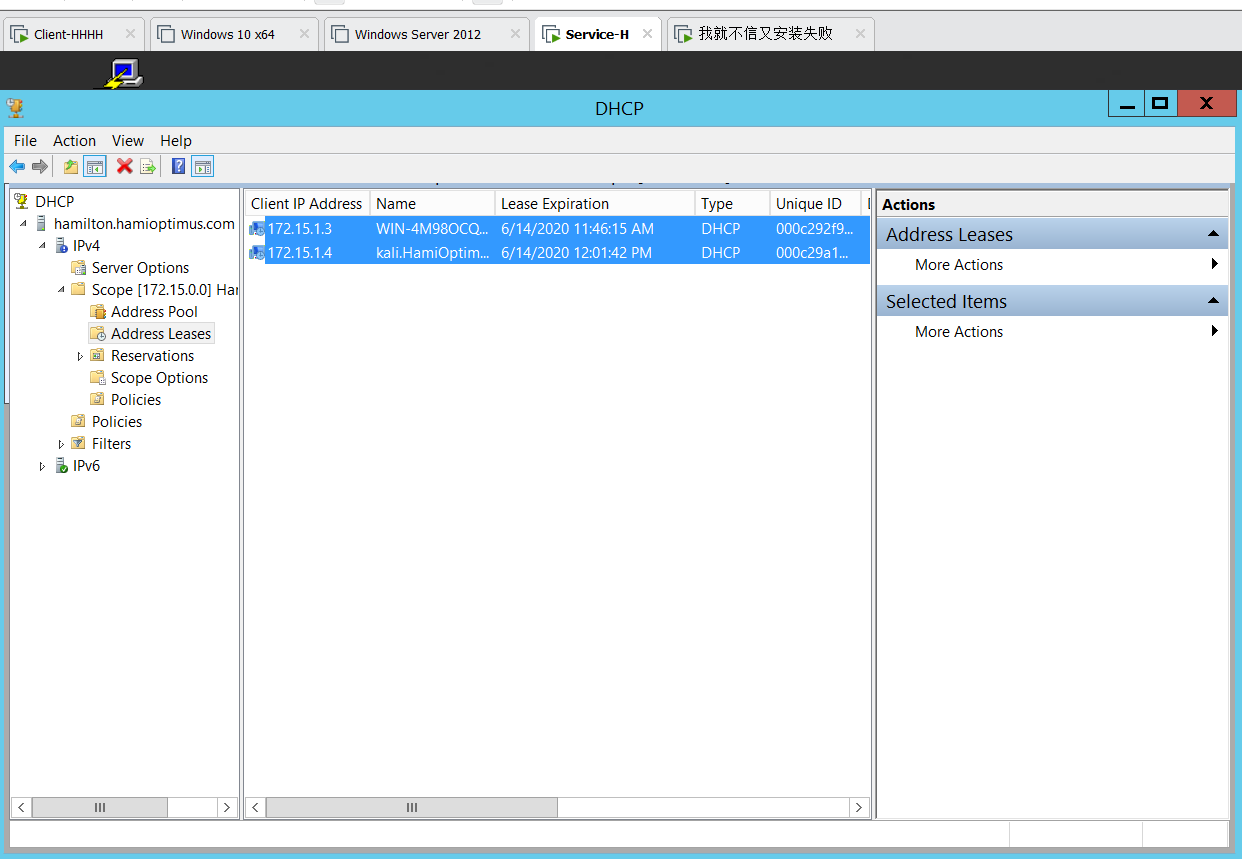 Client-HHHH Windows 10 x64 Windows Server 2012 Service-H 我就不信又安装失败
DHCP
File Action View Help
DHCP
hamilton.hamioptimus.com
IPv4
Server Options
Scope [172.15.0.0] Har
Address Pool
Address Leases
Reservations
Scope Options
Policies
Policies
Filters
IPv6
Client IP Address Name Lease Expiration Type Unique ID
172.15.1.3 WIN-4M98OCQ... 6/14/2020 11:46:15 AM DHCP 000c292f9...
172.15.1.4 kali.HamiOptim... 6/14/2020 12:01:42 PM DHCP 000c29a1...
Actions
Address Leases
More Actions
Selected Items
More Actions